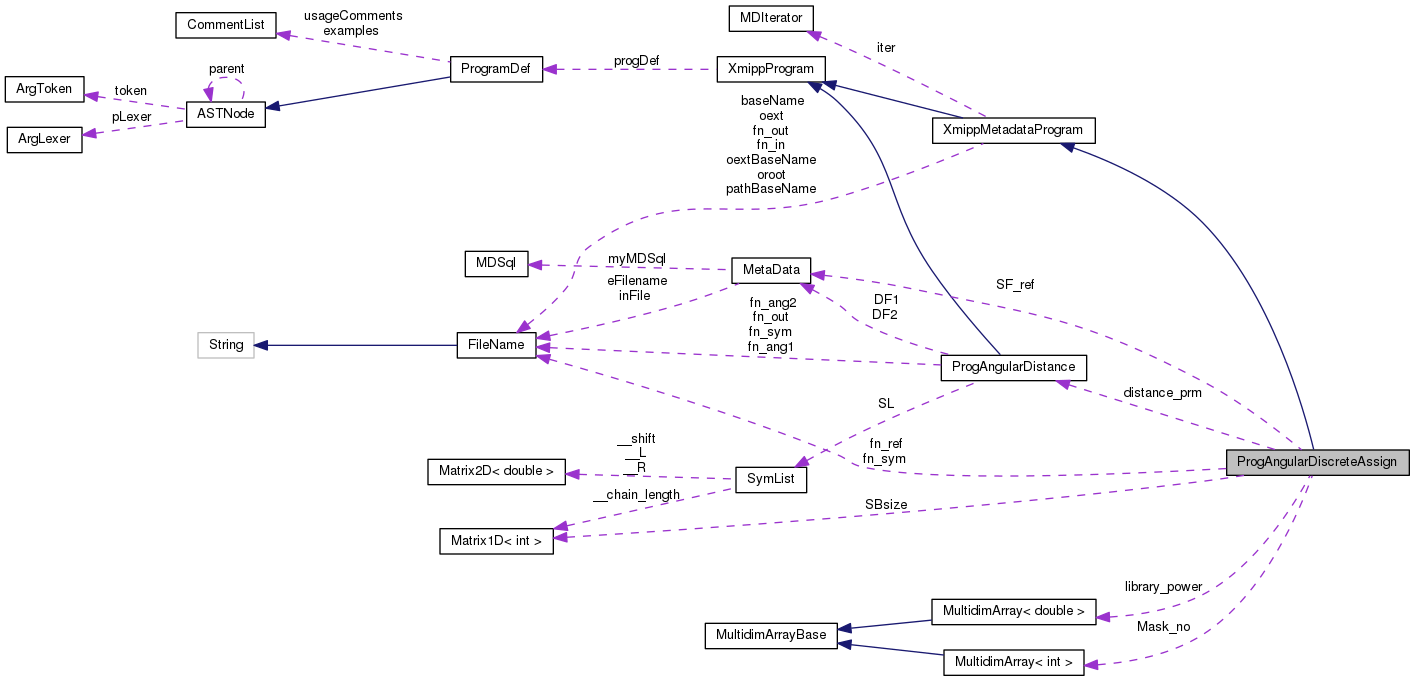 MDIterator
usageComments
examples
CommentList
iter
parent
progDef
ProgramDef
XmippProgram
ArgToken
token
baseName
oext
fn_out
fn_in
oextBaseName
oroot
pathBaseName
ASTNode
pLexer
XmippMetadataProgram
ArgLexer
myMDSql
MDSql
MetaData
SF_ref
eFilename
inFile
DF1
DF2
fn_ang2
fn_out
fn_sym
fn_ang1
String
FileName
ProgAngularDistance
distance_prm
SL
__shift
__L
__R
fn_ref
fn_sym
ProgAngularDiscreteAssign
Matrix2D< double >
SymList
__chain_length
SBsize
Matrix1D< int >
library_power
MultidimArray< double >
MultidimArrayBase
Mask_no
MultidimArray< int >